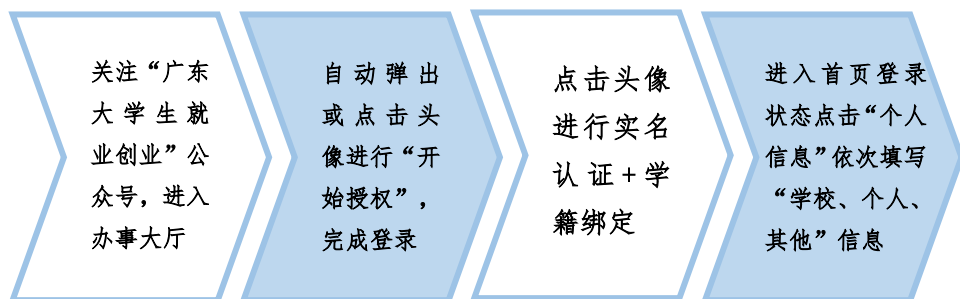 关注“广东
大学生就
业创业”公
众号，进入
办事大厅
自动弹出
或点击头
像进行“开
始授权”，
完成登录
点击头像
进行实名
认证+学
籍绑定
进入首页登录
状态点击“个人
信息”依次填写
“学校、个人、
其他”信息